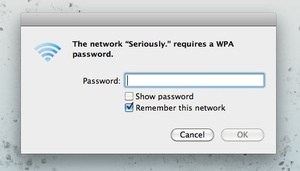 The network “Seriously.” requires a WPA
password.
Password:
Show password
Remember this network
Cancel
OK